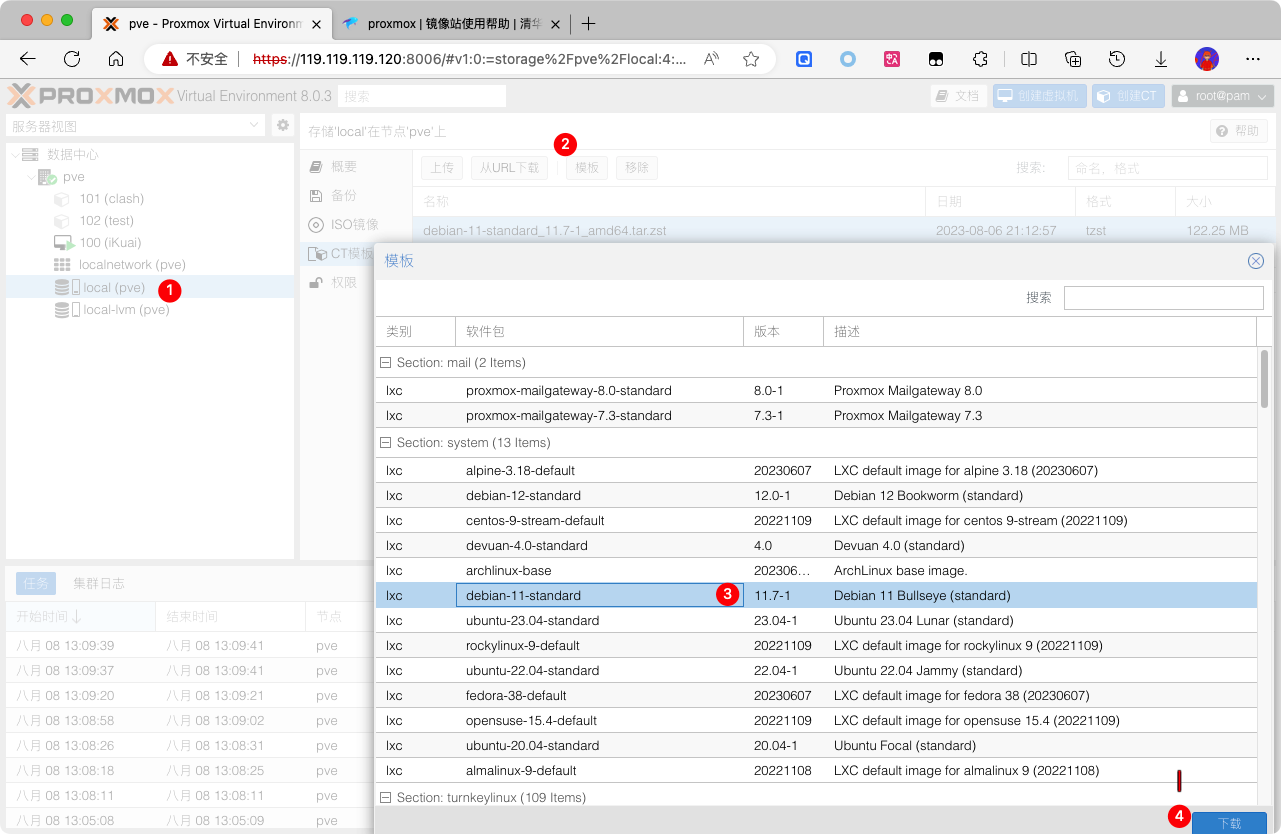 pve - Proxmox Virtual Environm
proxmox | 镜像站使用帮助 | 清华
不安全
https://119.119.119.120:8006/#v1:0:=storage%2Fpve%2Flocal:4:...
PROXMOX Virtual Environment 8.0.3 搜索 文档 创建虚拟机 创建CT root@pam
服务器视图
存储'local'在节点'pve'上 帮助
数据中心
pve
101 (clash)
102 (test)
100 (iKuai)
localnetwork (pve)
local (pve) 1
local-lvm (pve)
概要
备份
ISO镜像
CT模板
权限
2
上传 从URL下载 模板 移除 搜索: 命名，格式
名称 日期 格式 大小
debian-11-standard_11.7-1_amd64.tar.zst 2023-08-06 21:12:57 tzst 122.25 MB
模板
搜索
类别 软件包 版本 描述
Section: mail (2 Items)
lxc proxmox-mailgateway-8.0-standard 8.0-1 Proxmox Mailgateway 8.0
lxc proxmox-mailgateway-7.3-standard 7.3-1 Proxmox Mailgateway 7.3
Section: system (13 Items)
lxc alpine-3.18-default 20230607 LXC default image for alpine 3.18 (20230607)
lxc debian-12-standard 12.0-1 Debian 12 Bookworm (standard)
lxc centos-9-stream-default 20221109 LXC default image for centos 9-stream (20221109)
lxc devuan-4.0-standard 4.0 Devuan 4.0 (standard)
lxc archlinux-base 202306... ArchLinux base image.
lxc debian-11-standard 3 11.7-1 Debian 11 Bullseye (standard)
lxc ubuntu-23.04-standard 23.04-1 Ubuntu 23.04 Lunar (standard)
lxc rockylinux-9-default 20221109 LXC default image for rockylinux 9 (20221109)
lxc ubuntu-22.04-standard 22.04-1 Ubuntu 22.04 Jammy (standard)
lxc fedora-38-default 20230607 LXC default image for fedora 38 (20230607)
lxc opensuse-15.4-default 20221109 LXC default image for opensuse 15.4 (20221109)
lxc ubuntu-20.04-standard 20.04-1 Ubuntu Focal (standard)
lxc almalinux-9-default 20221108 LXC default image for almalinux 9 (20221108)
Section: turnkeylinux (109 Items)
4 下载
任务 集群日志
开始时间 结束时间 节点
八月 08 13:09:39 八月 08 13:09:41 pve
八月 08 13:09:37 八月 08 13:09:41 pve
八月 08 13:09:20 八月 08 13:09:21 pve
八月 08 13:08:58 八月 08 13:09:02 pve
八月 08 13:08:26 八月 08 13:08:31 pve
八月 08 13:08:18 八月 08 13:08:25 pve
八月 08 13:08:11 八月 08 13:08:11 pve
八月 08 13:05:08 八月 08 13:05:09 pve